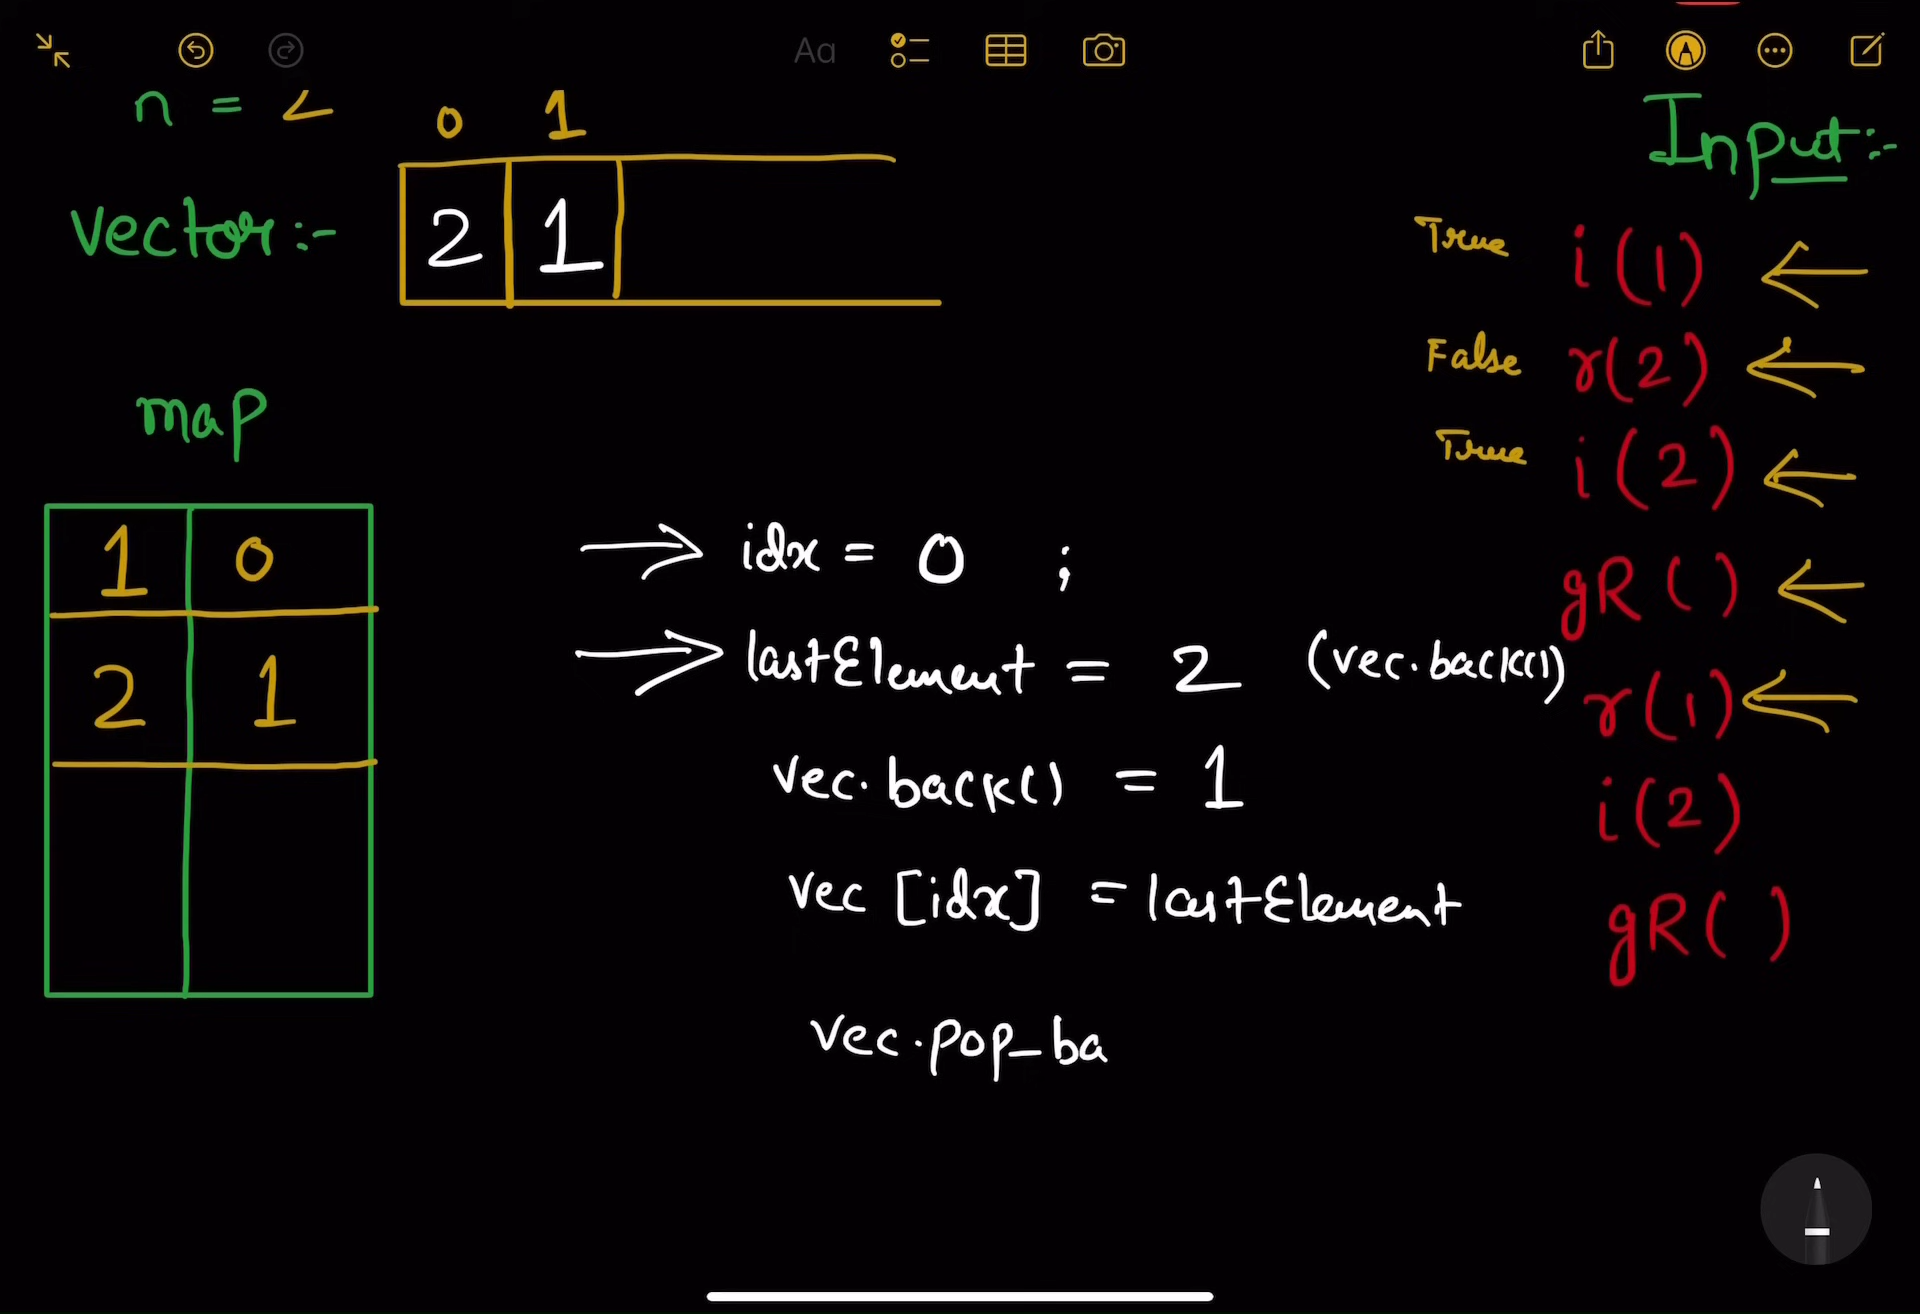 Aa
n = 2
0 1
vector:- 2 1
map
1 0
2 1
idx = 0 ;
lastElement = 2 (vec.back())
vec.back() = 1
vec [idx] = lastElement
vec.pop_ba
Input:-
True i(1)
False r(2)
True i(2)
gR ( )
r(1)
i(2)
gR( )